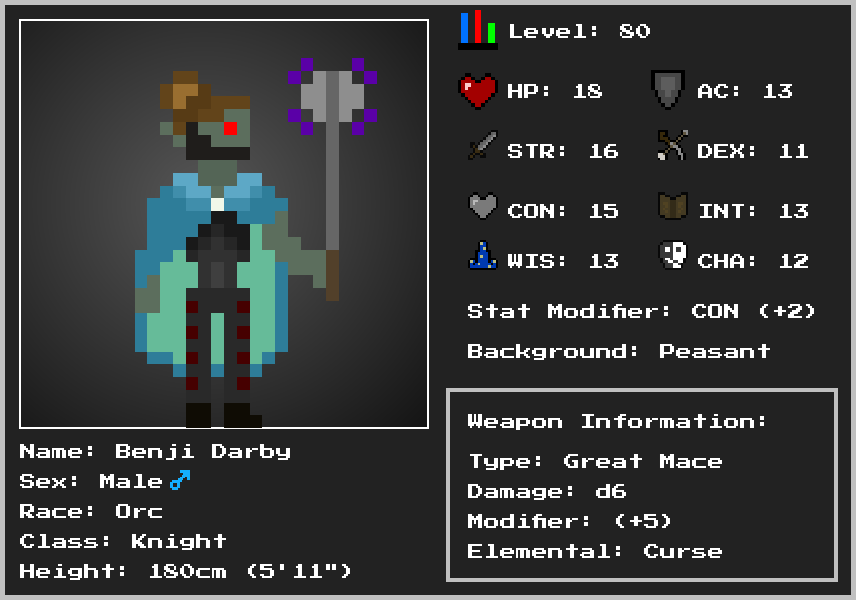 Level: 80
HP: 18
AC: 13
STR: 16
DEX: 11
CON: 15
INT: 13
WIS: 13
CHA: 12
Stat Modifier: CON (+2)
Background: Peasant
Weapon Information:
Type: Great Mace
Damage: d6
Modifier: (+5)
Elemental: Curse
Name: Benji Darby
Sex: Male ♂
Race: Orc
Class: Knight
Height: 180cm (5'11")